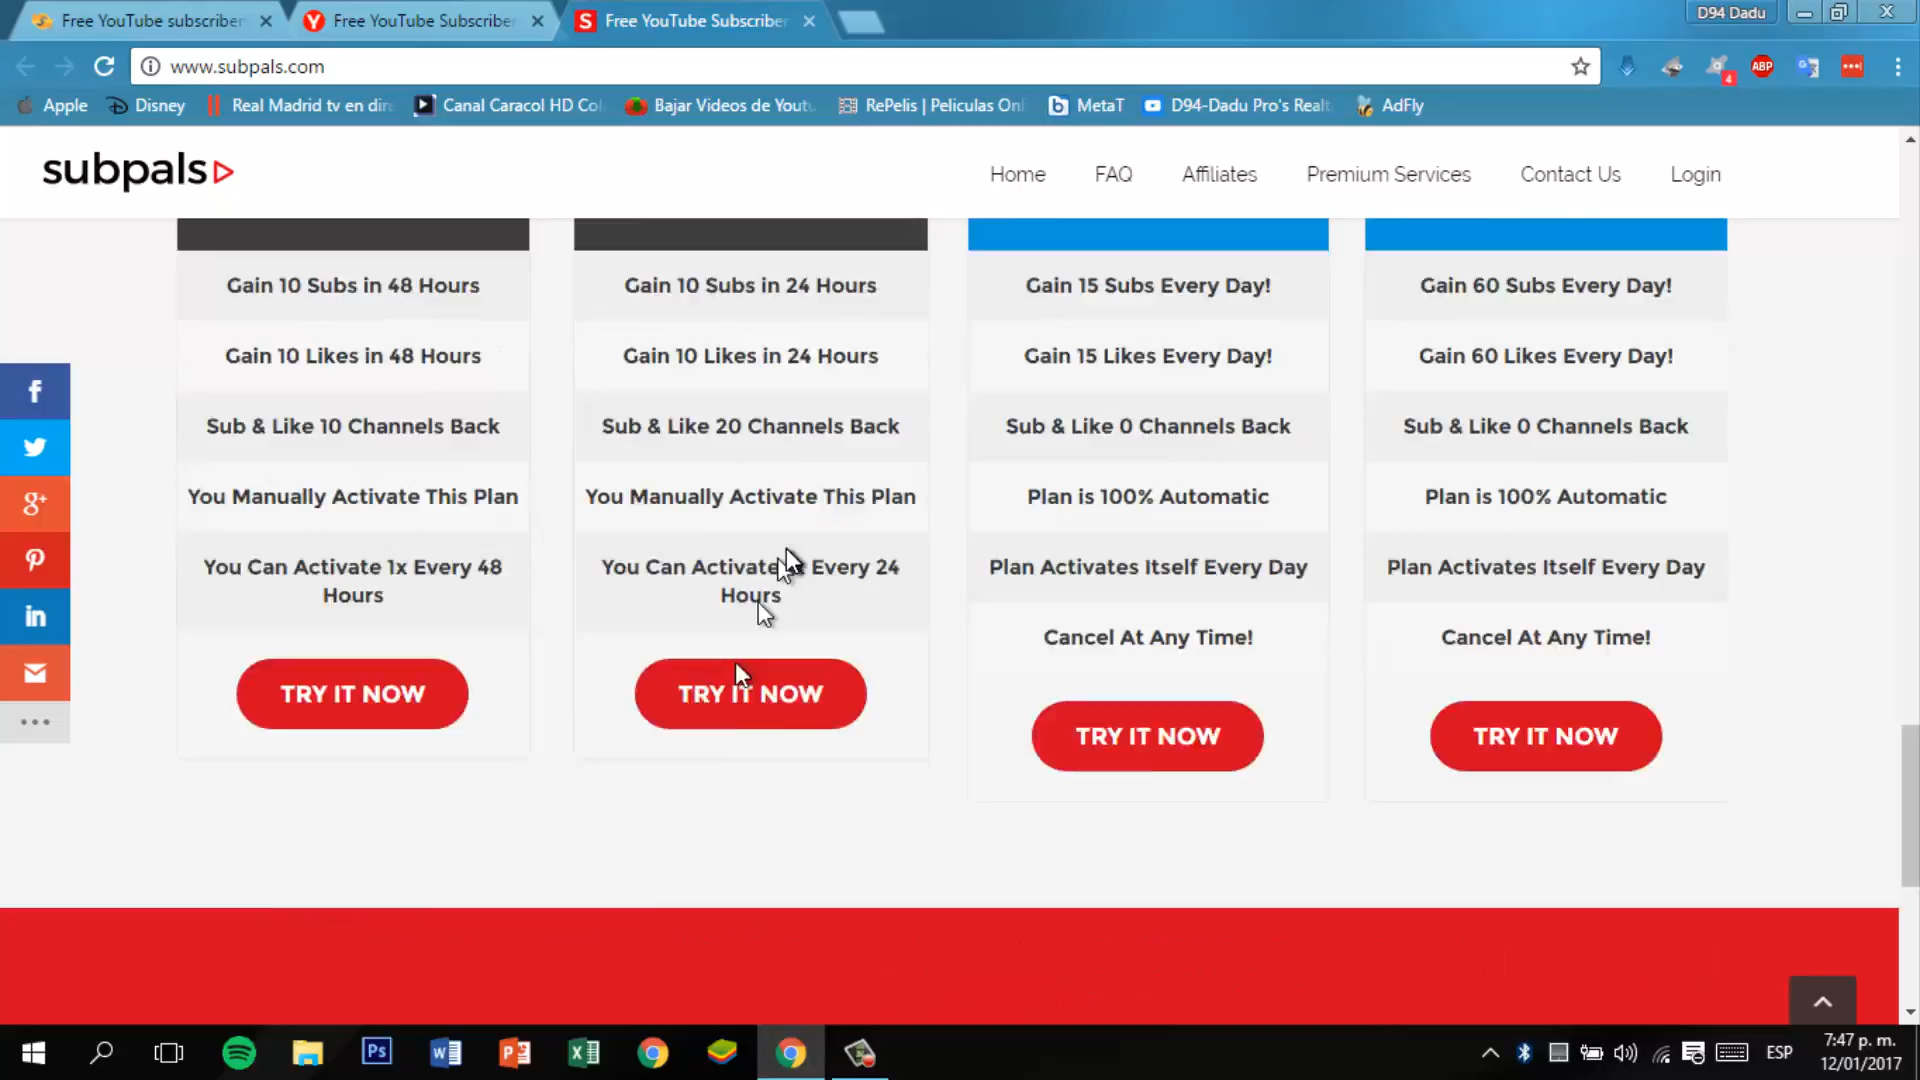 Free YouTube subscriber
Free YouTube Subscriber
Free YouTube Subscriber
D94 Dadu
www.subpals.com
4
ABP
Apple
Disney
Real Madrid tv en dire
Canal Caracol HD Co
Bajar Videos de Yout
RePelis | Peliculas Onl
MetaT
D94-Dadu Pro's Realt
AdFly
subpals
Home
FAQ
Affiliates
Premium Services
Contact Us
Login
Gain 10 Subs in 48 Hours
Gain 10 Likes in 48 Hours
Sub & Like 10 Channels Back
You Manually Activate This Plan
You Can Activate 1x Every 48
Hours
TRY IT NOW
Gain 10 Subs in 24 Hours
Gain 10 Likes in 24 Hours
Sub & Like 20 Channels Back
You Manually Activate This Plan
You Can Activate Every 24
Hours
TRY IT NOW
Gain 15 Subs Every Day!
Gain 15 Likes Every Day!
Sub & Like 0 Channels Back
Plan is 100% Automatic
Plan Activates Itself Every Day
Cancel At Any Time!
TRY IT NOW
Gain 60 Subs Every Day!
Gain 60 Likes Every Day!
Sub & Like 0 Channels Back
Plan is 100% Automatic
Plan Activates Itself Every Day
Cancel At Any Time!
TRY IT NOW
ESP
7:47 p. m.
12/01/2017